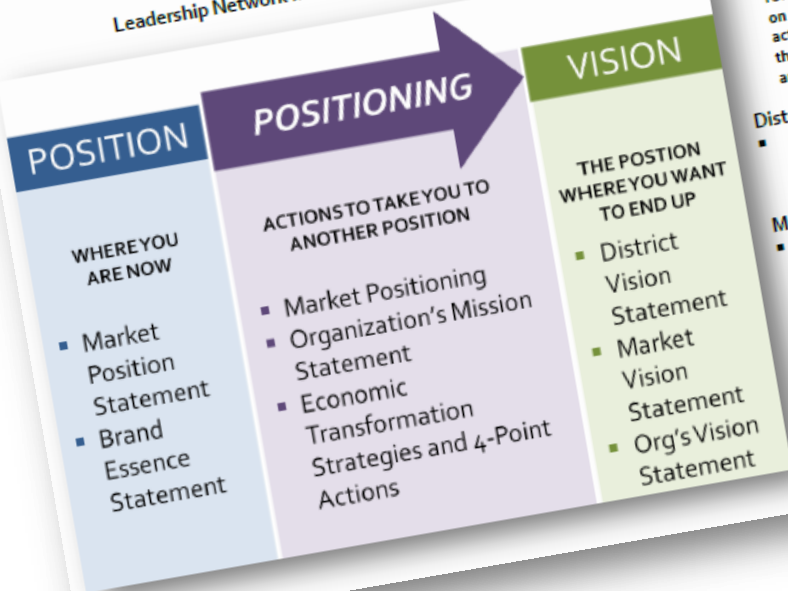 Leadership Network
POSITION
WHERE YOU
ARE NOW
▪ Market
Position
Statement
▪ Brand
Essence
Statement
POSITIONING
ACTIONS TO TAKE YOU TO
ANOTHER POSITION
▪ Market Positioning
▪ Organization's Mission
Statement
▪ Economic
Transformation
Strategies and 4-Point
Actions
VISION
THE POSTION
WHERE YOU WANT
TO END UP
▪ District
Vision
Statement
▪ Market
Vision
Statement
▪ Org's Vision
Statement
on